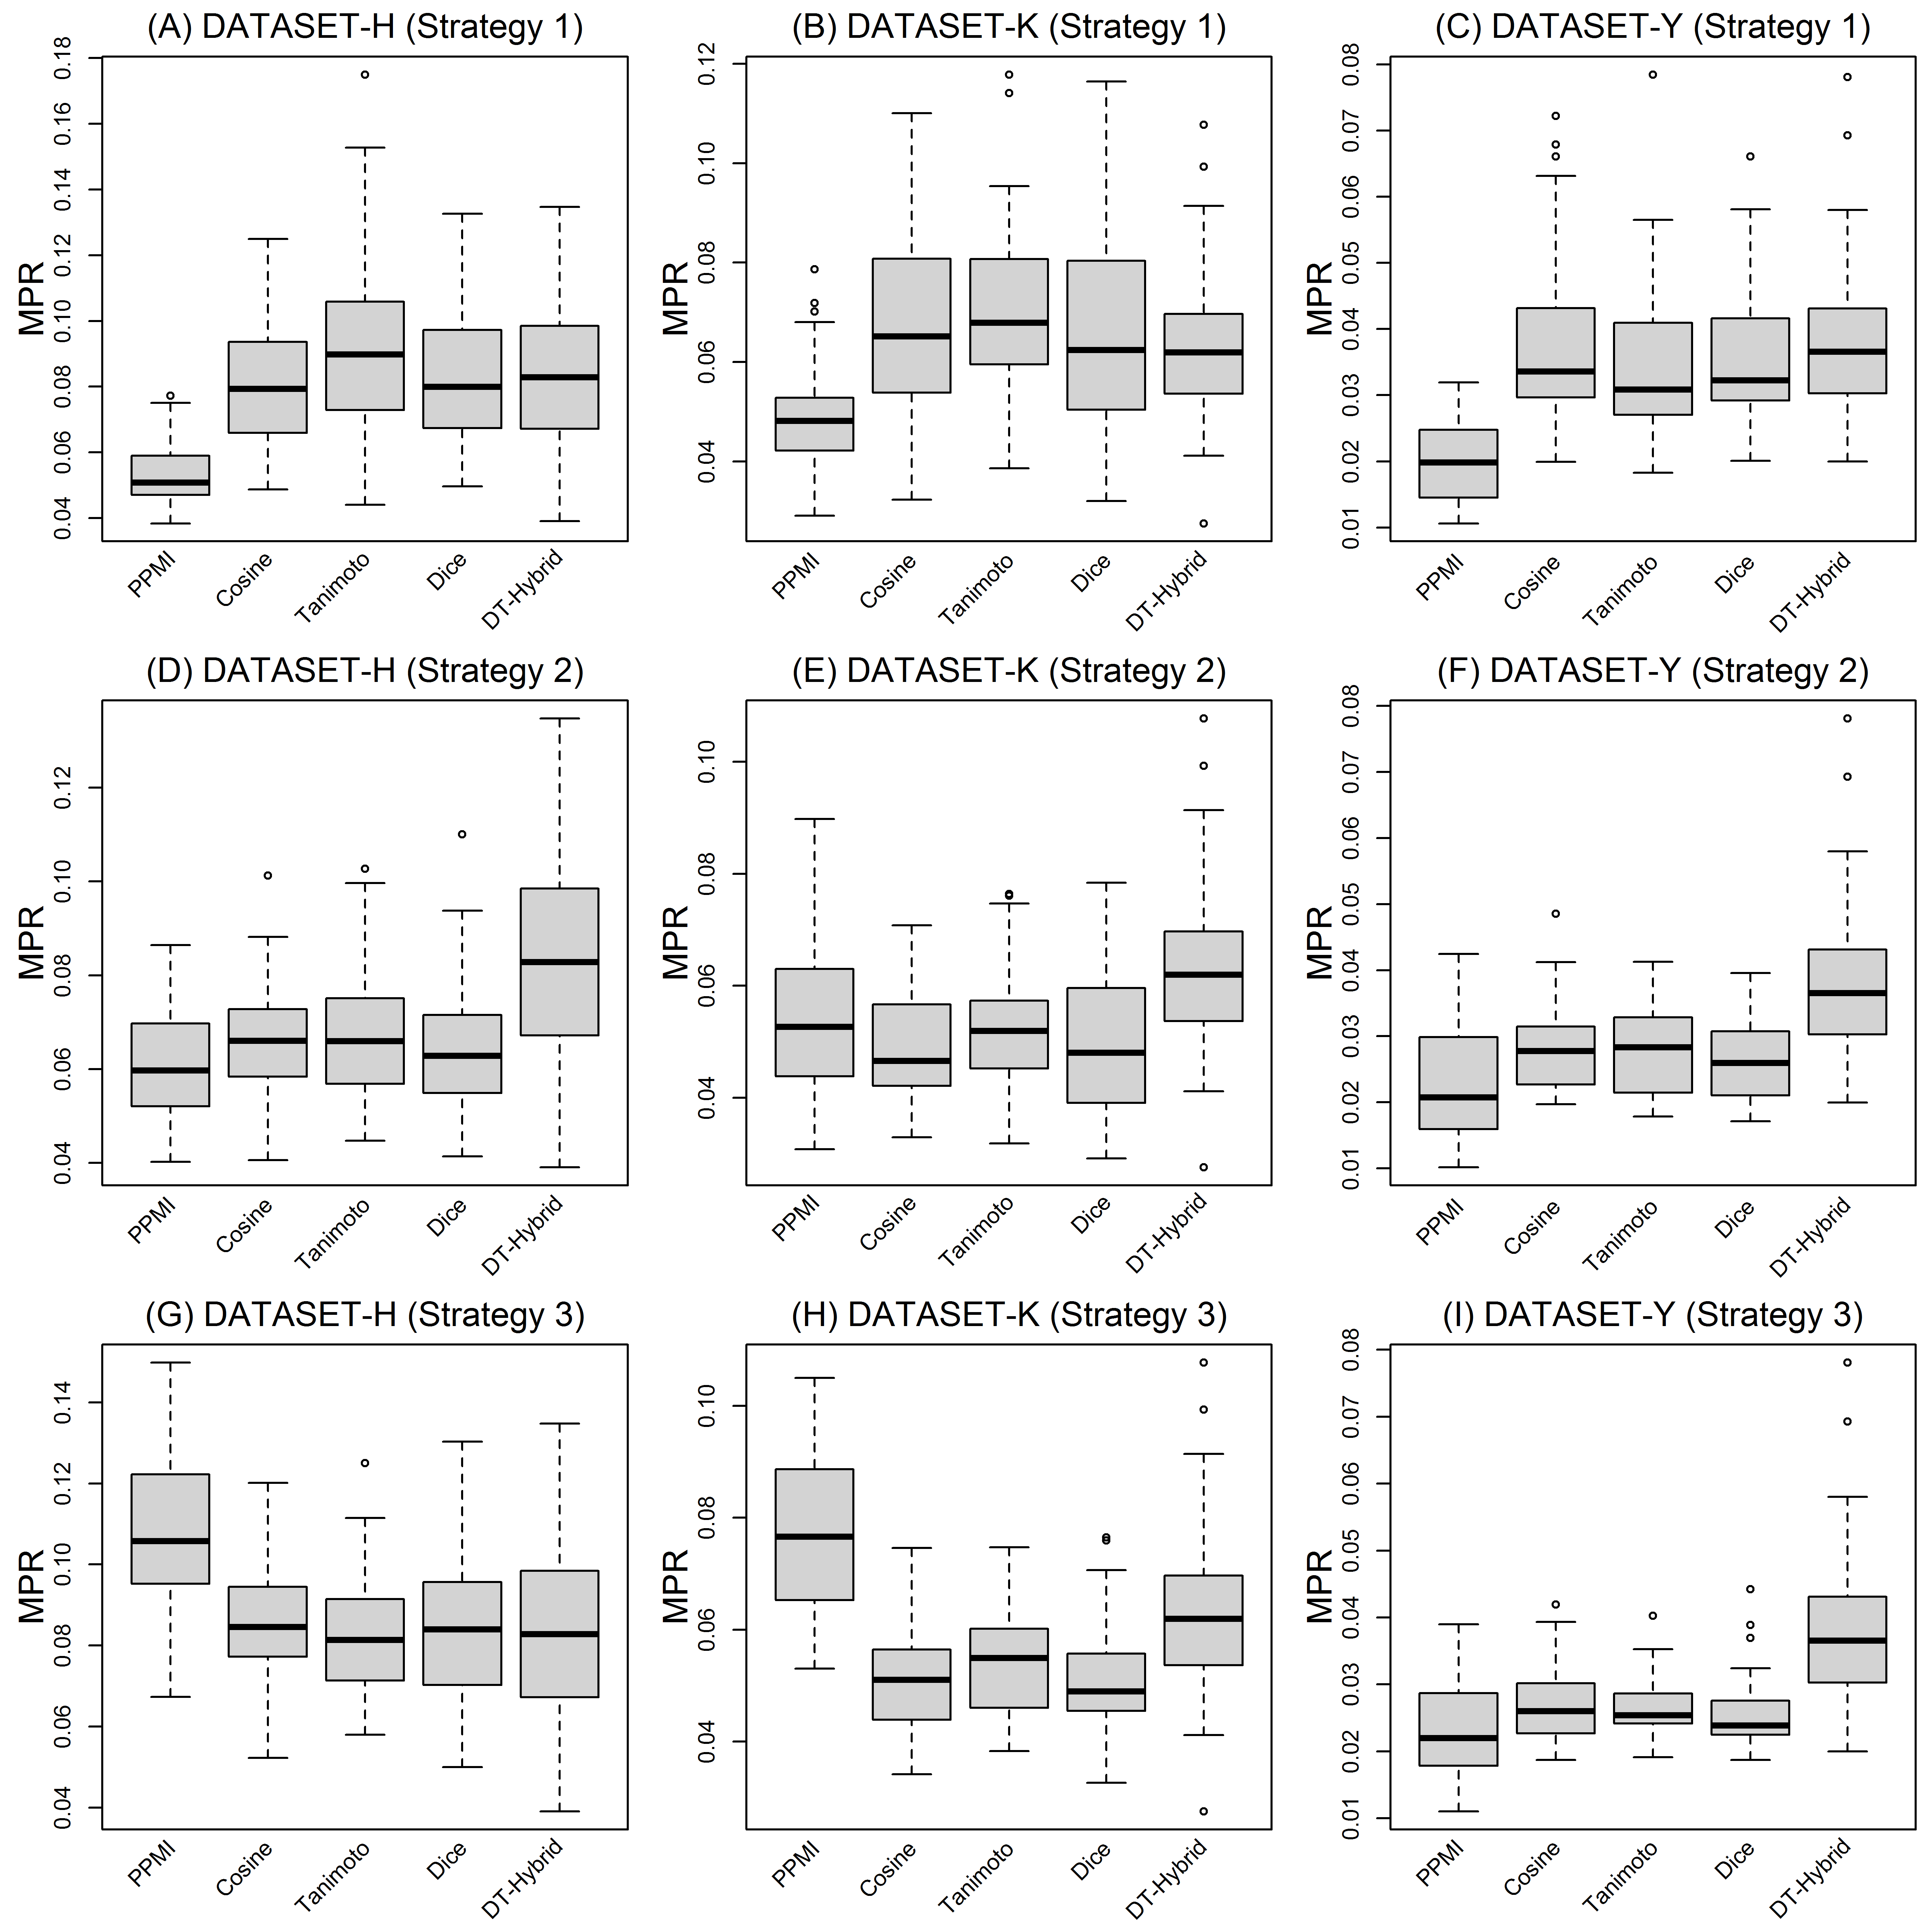 (A) DATASET-H (Strategy 1)
MPR
0.04 0.06 0.08 0.10 0.12 0.14 0.16 0.18
PPMI Cosine Tanimoto Dice DT-Hybrid
(B) DATASET-K (Strategy 1)
MPR
0.04 0.06 0.08 0.10 0.12
PPMI Cosine Tanimoto Dice DT-Hybrid
(C) DATASET-Y (Strategy 1)
MPR
0.01 0.02 0.03 0.04 0.05 0.06 0.07 0.08
PPMI Cosine Tanimoto Dice DT-Hybrid
(D) DATASET-H (Strategy 2)
MPR
0.04 0.06 0.08 0.10 0.12
PPMI Cosine Tanimoto Dice DT-Hybrid
(E) DATASET-K (Strategy 2)
MPR
0.04 0.06 0.08 0.10
PPMI Cosine Tanimoto Dice DT-Hybrid
(F) DATASET-Y (Strategy 2)
MPR
0.01 0.02 0.03 0.04 0.05 0.06 0.07 0.08
PPMI Cosine Tanimoto Dice DT-Hybrid
(G) DATASET-H (Strategy 3)
MPR
0.04 0.06 0.08 0.10 0.12 0.14
PPMI Cosine Tanimoto Dice DT-Hybrid
(H) DATASET-K (Strategy 3)
MPR
0.04 0.06 0.08 0.10
PPMI Cosine Tanimoto Dice DT-Hybrid
(I) DATASET-Y (Strategy 3)
MPR
0.01 0.02 0.03 0.04 0.05 0.06 0.07 0.08
PPMI Cosine Tanimoto Dice DT-Hybrid